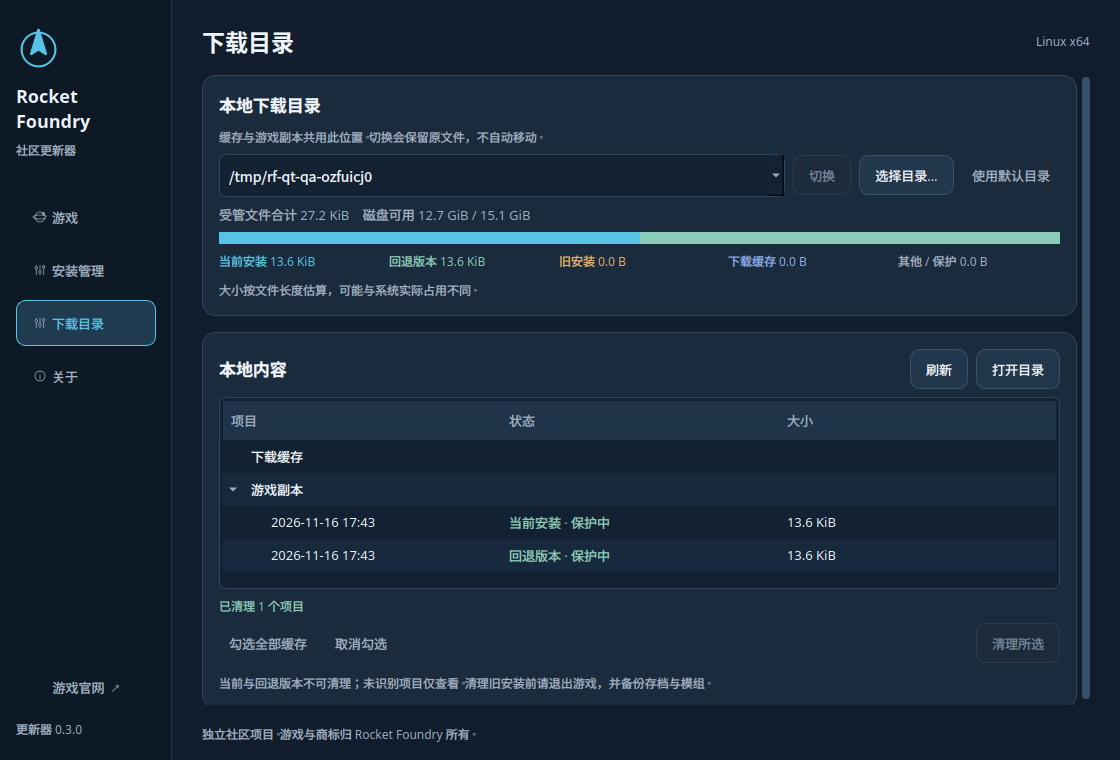 Rocket
Foundry
社区更新器
游戏
安装管理
下载目录
关于
游戏官网 ↗
更新器 0.3.0
下载目录
Linux x64
本地下载目录
缓存与游戏副本共用此位置。切换会保留原文件，不自动移动。
/tmp/rf-qt-qa-ozfuicj0
切换
选择目录...
使用默认目录
受管文件合计 27.2 KiB 磁盘可用 12.7 GiB / 15.1 GiB
当前安装 13.6 KiB 回退版本 13.6 KiB 旧安装 0.0 B 下载缓存 0.0 B 其他 / 保护 0.0 B
大小按文件长度估算，可能与系统实际占用不同。
本地内容
刷新
打开目录
项目 状态 大小
下载缓存
游戏副本
2026-11-16 17:43 当前安装 · 保护中 13.6 KiB
2026-11-16 17:43 回退版本 · 保护中 13.6 KiB
已清理 1 个项目
勾选全部缓存 取消勾选 清理所选
当前与回退版本不可清理；未识别项目仅查看。清理旧安装前请退出游戏，并备份存档与模组。
独立社区项目。游戏与商标归 Rocket Foundry 所有。